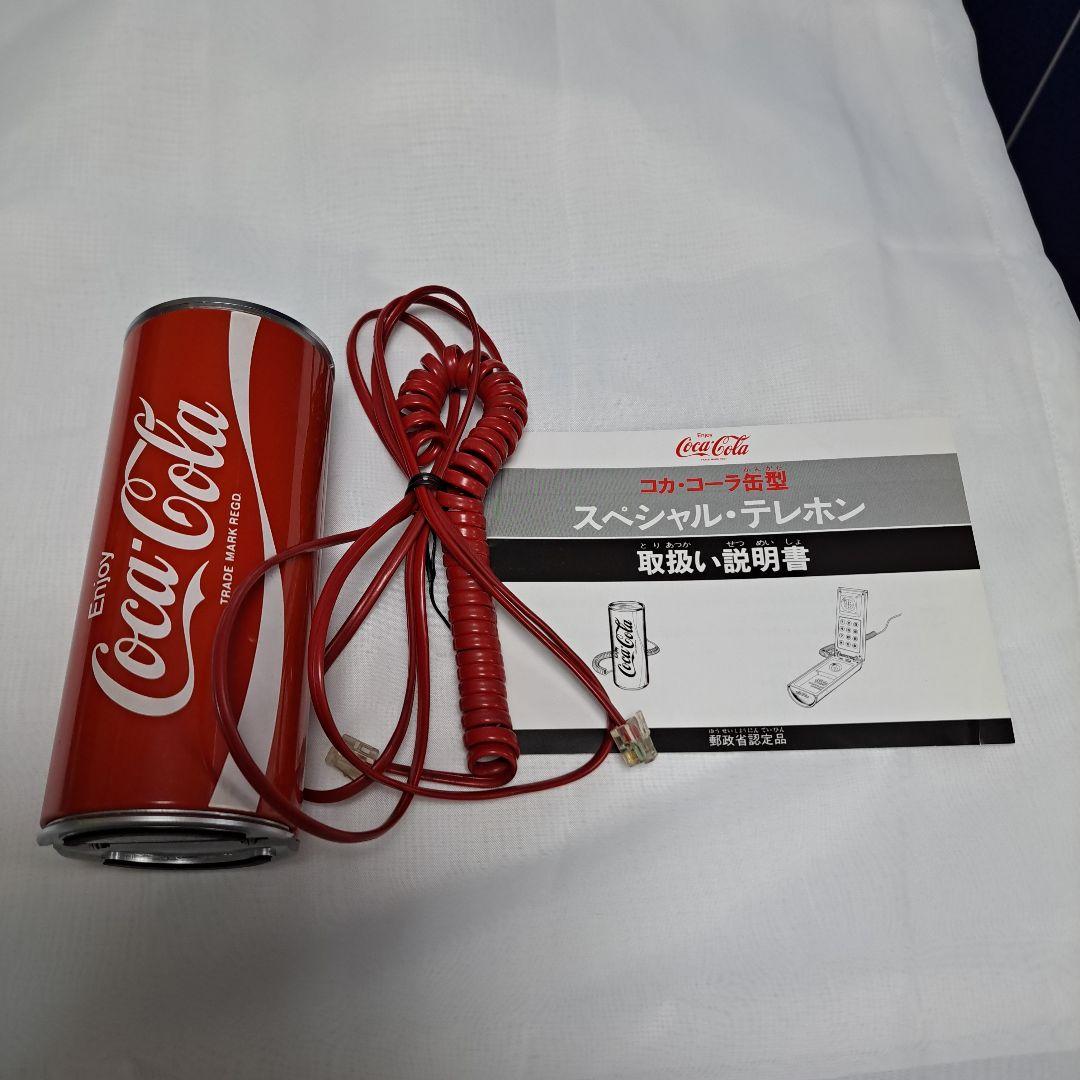 Enjoy
Coca-Cola
TRADE MARK REGD
Enjoy
Coca-Cola
かんがた
コカ・コーラ缶型
スペシャル・テレホン
とりあつか せつめいしょ
取扱い説明書
Coca-Cola
ゆうせいしょうにんていひん
郵政省認定品